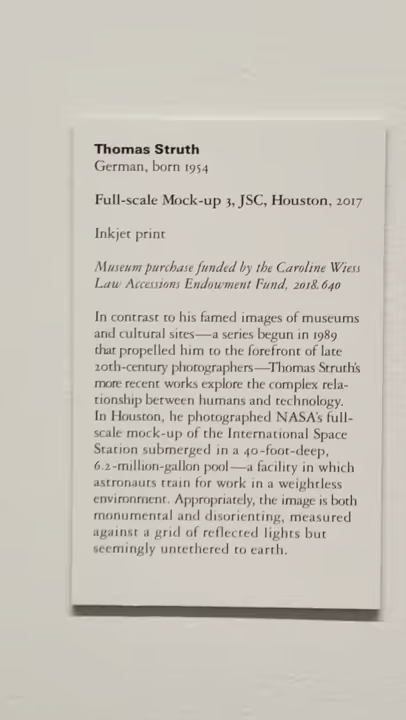 Thomas Struth
German, born 1954
Full-scale Mock-up 3, JSC, Houston, 2017
Inkjet print
Museum purchase funded by the Caroline Wiess
Law Accessions Endowment Fund, 2018.640
In contrast to his famed images of museums
and cultural sites—a series begun in 1989
that propelled him to the forefront of late
20th-century photographers—Thomas Struth's
more recent works explore the complex rela-
tionship between humans and technology.
In Houston, he photographed NASA's full-
scale mock-up of the International Space
Station submerged in a 40-foot-deep,
6.2-million-gallon pool—a facility in which
astronauts train for work in a weightless
environment. Appropriately, the image is both
monumental and disorienting, measured
against a grid of reflected lights but
seemingly untethered to earth.